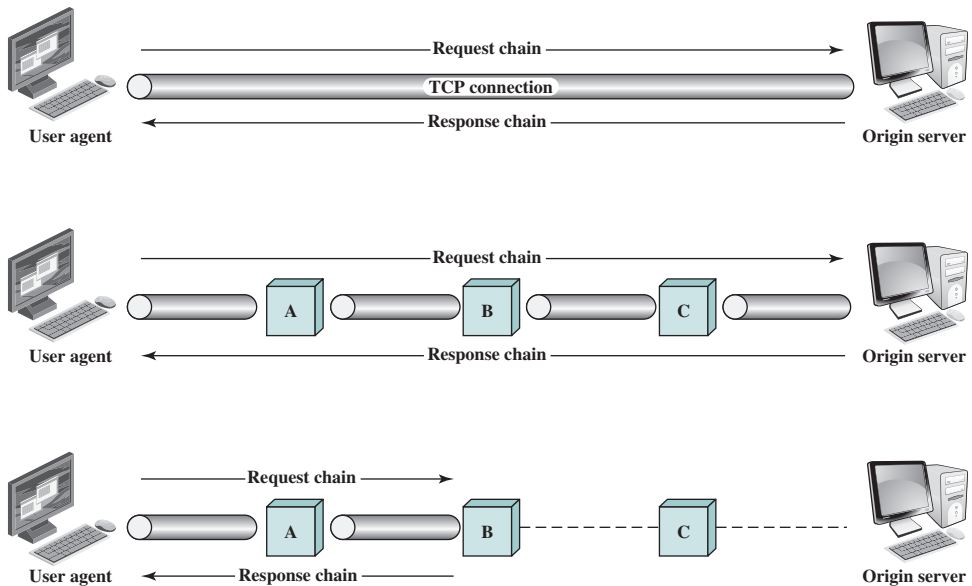 Request chain
TCP connection
Response chain
User agent
Origin server
Request chain
A
B
C
Response chain
User agent
Origin server
Request chain
A
B
C
Response chain
User agent
Origin server